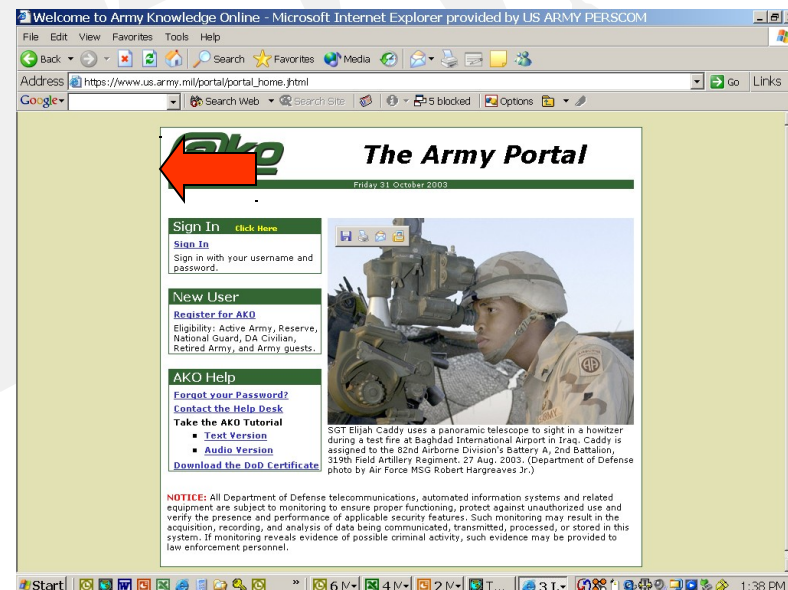 Welcome to Army Knowledge Online - Microsoft Internet Explorer provided by US ARMY PERSCOM
File Edit View Favorites Tools Help
Back Search Favorites Media
Address https://www.us.army.mil/portal/portal_home.jhtml Go Links
Google Search Web Search Site 5 blocked Options
The Army Portal
Friday 31 October 2003
Sign In Click Here
Sign In
Sign in with your username and
password.
New User
Register for AKO
Eligibility: Active Army, Reserve,
National Guard, DA Civilian,
Retired Army, and Army guests.
AKO Help
Forgot your Password?
Contact the Help Desk
Take the AKO Tutorial
Text Version
Audio Version
Download the DoD Certificate
SGT Elijah Caddy uses a panoramic telescope to sight in a howitzer
during a test fire at Baghdad International Airport in Iraq. Caddy is
assigned to the 82nd Airborne Division's Battery A, 2nd Battalion,
319th Field Artillery Regiment. 27 Aug. 2003. (Department of Defense
photo by Air Force MSG Robert Hargreaves Jr.)
NOTICE: All Department of Defense telecommunications, automated information systems and related
equipment are subject to monitoring to ensure proper functioning, protect against unauthorized use and
verify the presence and performance of applicable security features. Such monitoring may result in the
acquisition, recording, and analysis of data being communicated, transmitted, processed, or stored in this
system. If monitoring reveals evidence of possible criminal activity, such evidence may be provided to
law enforcement personnel.
Start » 6 M 4 M 2 M T... 3 I. 1:38 PM